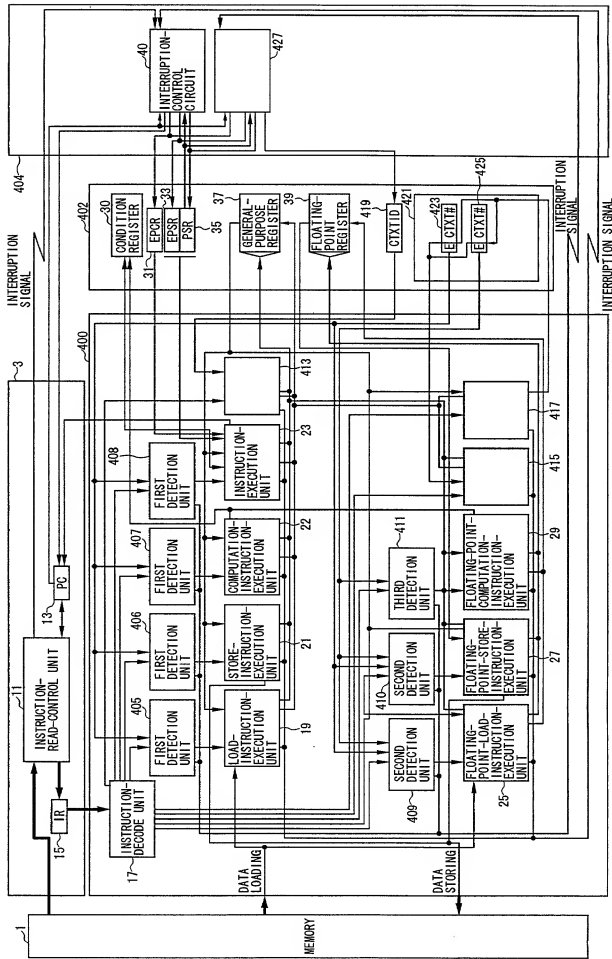 1
MEMORY
3
11
INSTRUCTION-
READ-CONTROL UNIT
13
PC
15
IR
INTERRUPTION
SIGNAL
400
17
INSTRUCTION-
DECODE UNIT
DATA
LOADING
DATA
STORING
405
FIRST DETECTION
UNIT
406
FIRST DETECTION
UNIT
407
FIRST DETECTION
UNIT
408
FIRST DETECTION
UNIT
19
LOAD-
INSTRUCTION-
EXECUTION
UNIT
21
STORE-
INSTRUCTION-
EXECUTION
UNIT
22
COMPUTATION-
INSTRUCTION-
EXECUTION
UNIT
23
INSTRUCTION-
EXECUTION
UNIT
413
409
SECOND
DETECTION
UNIT
410
SECOND
DETECTION
UNIT
411
THIRD
DETECTION
UNIT
25
FLOATING-
POINT-LOAD-
INSTRUCTION-
EXECUTION
UNIT
27
FLOATING-
POINT-STORE-
INSTRUCTION-
EXECUTION
UNIT
29
FLOATING-POINT-
COMPUTATION-
INSTRUCTION-
EXECUTION
UNIT
415
417
402
30
CONDITION
REGISTER
31
EPCR
33
EPSR
PSR
35
37
GENERAL-
PURPOSE
REGISTER
39
FLOATING-
POINT
REGISTER
419
CTXTID
421
423
E CTXT#
425
E CTXT#
INTERRUPTION
SIGNAL
INTERRUPTION SIGNAL
404
40
INTERRUPTION-
CONTROL
CIRCUIT
427